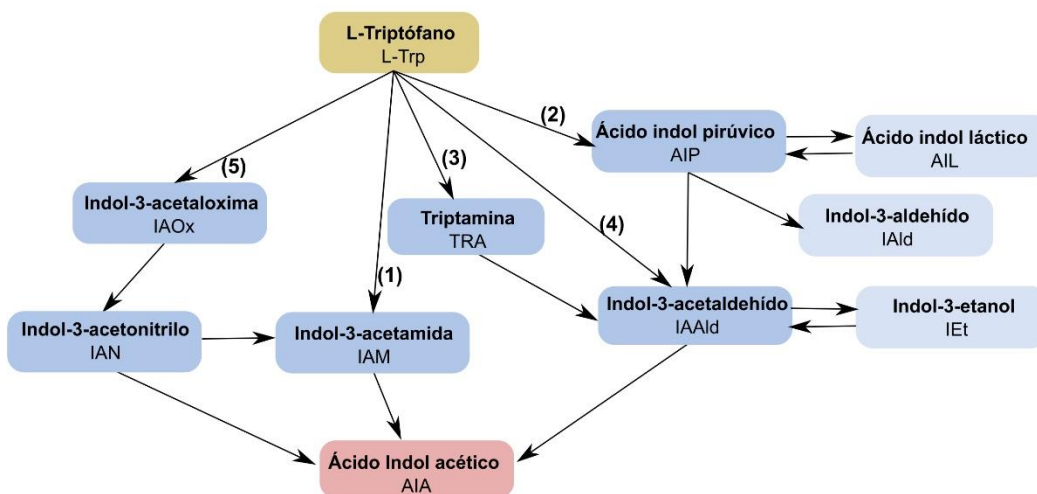 L-Triptófano
L-Trp
(2)
Ácido indol pirúvico
AIP
Ácido indol láctico
AIL
(5)
(3)
Indol-3-acetaloxima
IAOx
Triptamina
TRA
(4)
Indol-3-aldehído
IAld
(1)
Indol-3-acetonitrilo
IAN
Indol-3-acetamida
IAM
Indol-3-acetaldehído
IAAld
Indol-3-etanol
IEt
Ácido Indol acético
AIA